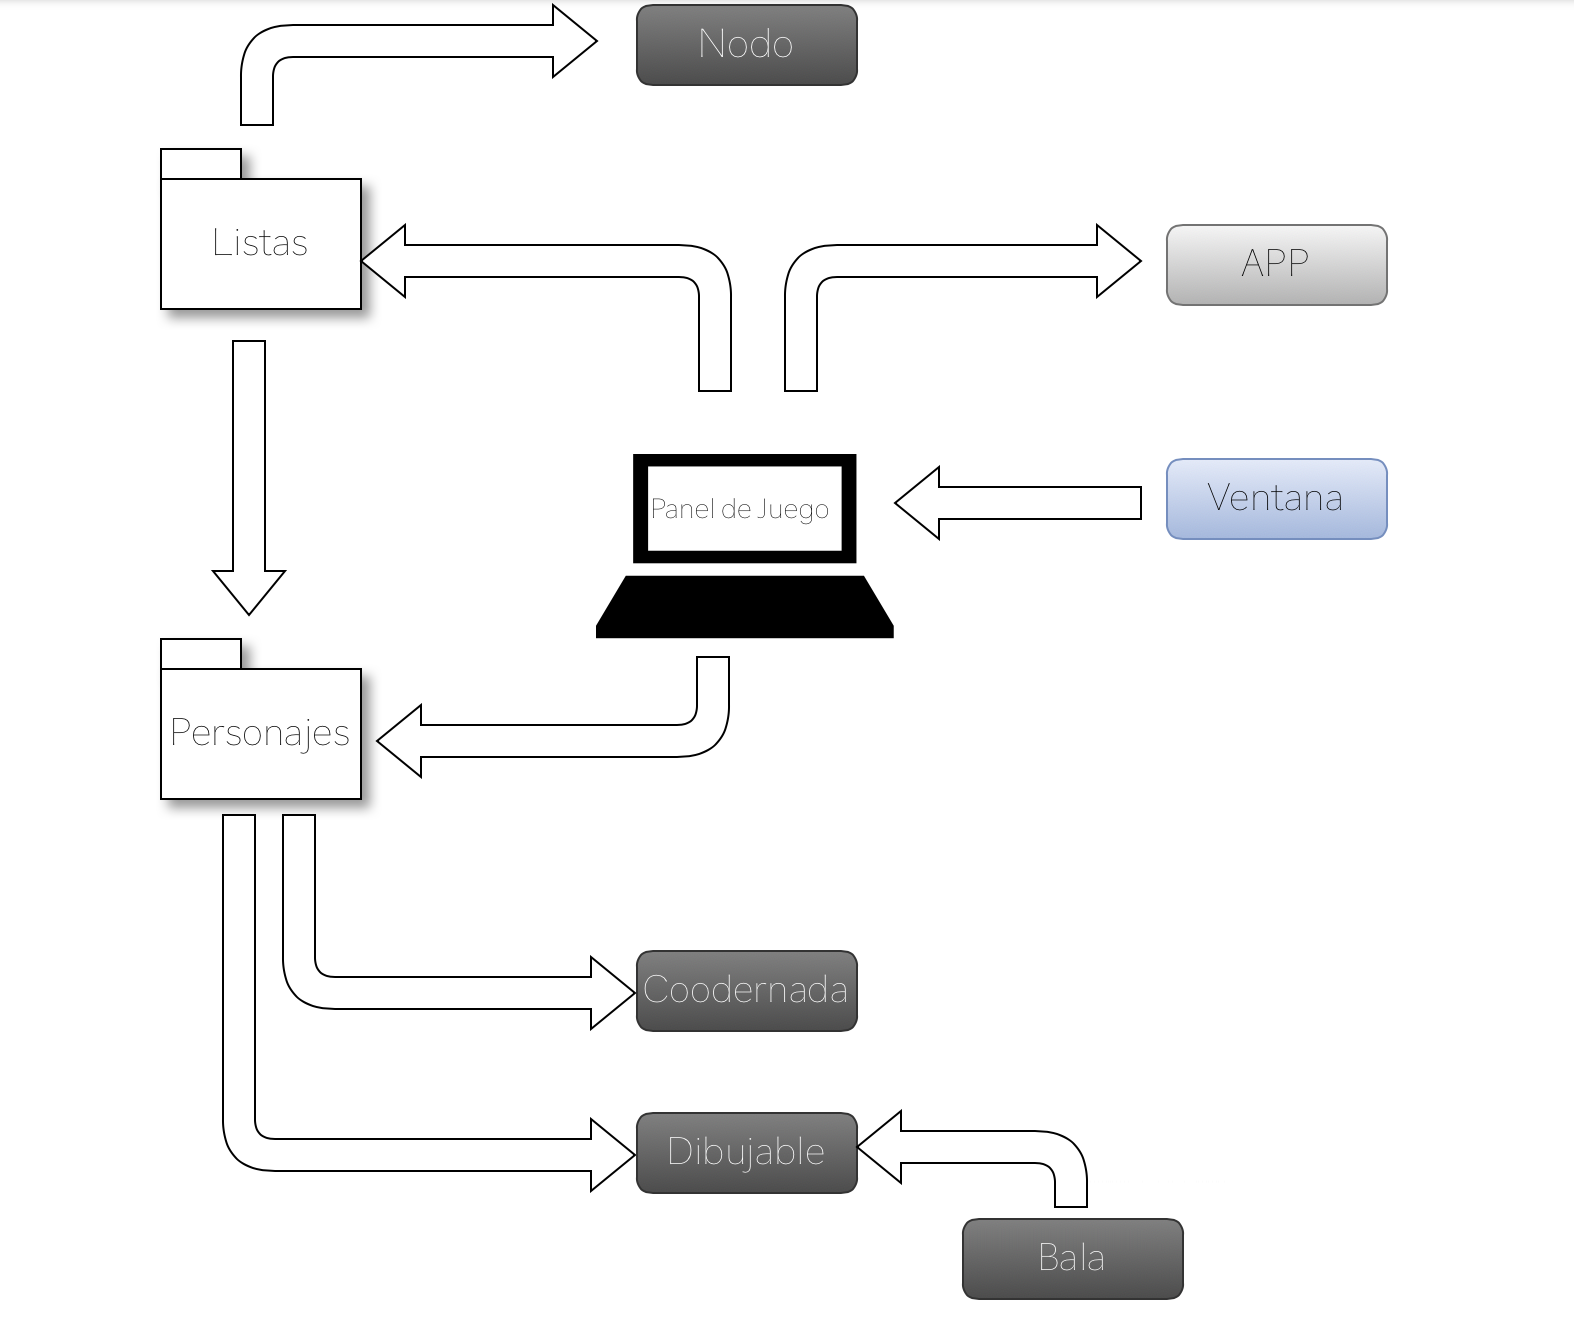 Nodo
Listas
APP
Panel de Juego
Ventana
Personajes
Coodernada
Dibujable
Bala